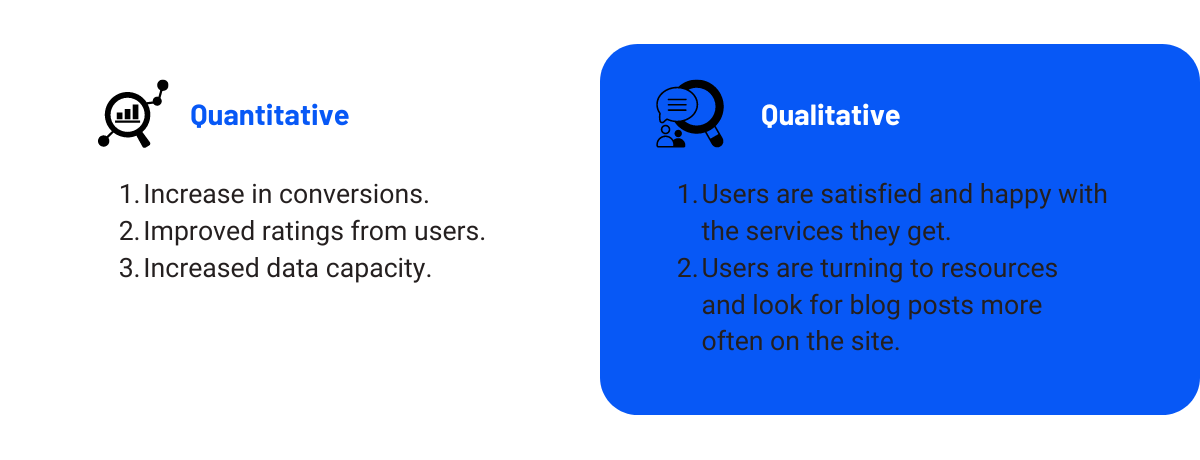 Quantitative
1. Increase in conversions.
2. Improved ratings from users.
3. Increased data capacity.
Qualitative
1. Users are satisfied and happy with
the services they get.
2. Users are turning to resources
and look for blog posts more
often on the site.